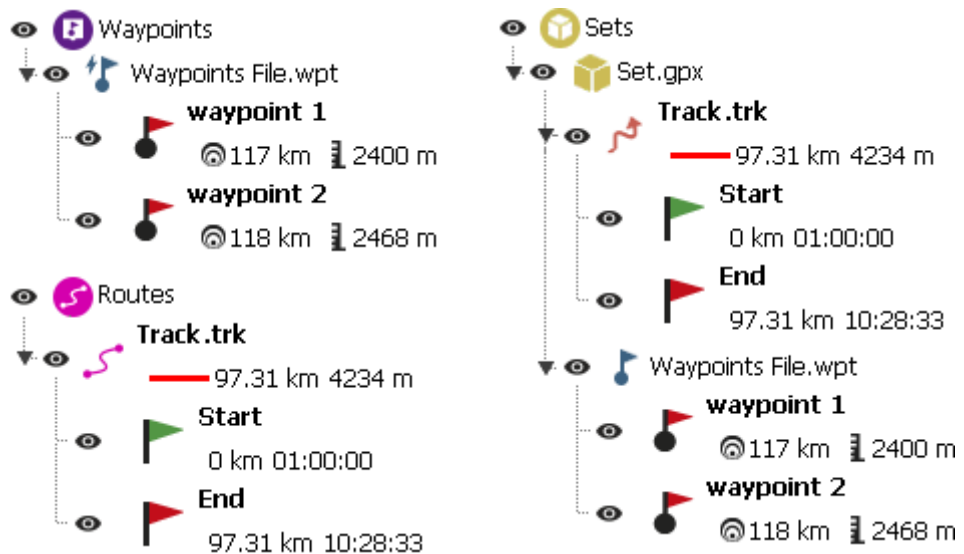 Waypoints
Waypoints File.wpt
waypoint 1
117 km 2400 m
waypoint 2
118 km 2468 m
Routes
Track.trk
97.31 km 4234 m
Start
0 km 01:00:00
End
97.31 km 10:28:33
Sets
Set.gpx
Track.trk
97.31 km 4234 m
Start
0 km 01:00:00
End
97.31 km 10:28:33
Waypoints File.wpt
waypoint 1
117 km 2400 m
waypoint 2
118 km 2468 m